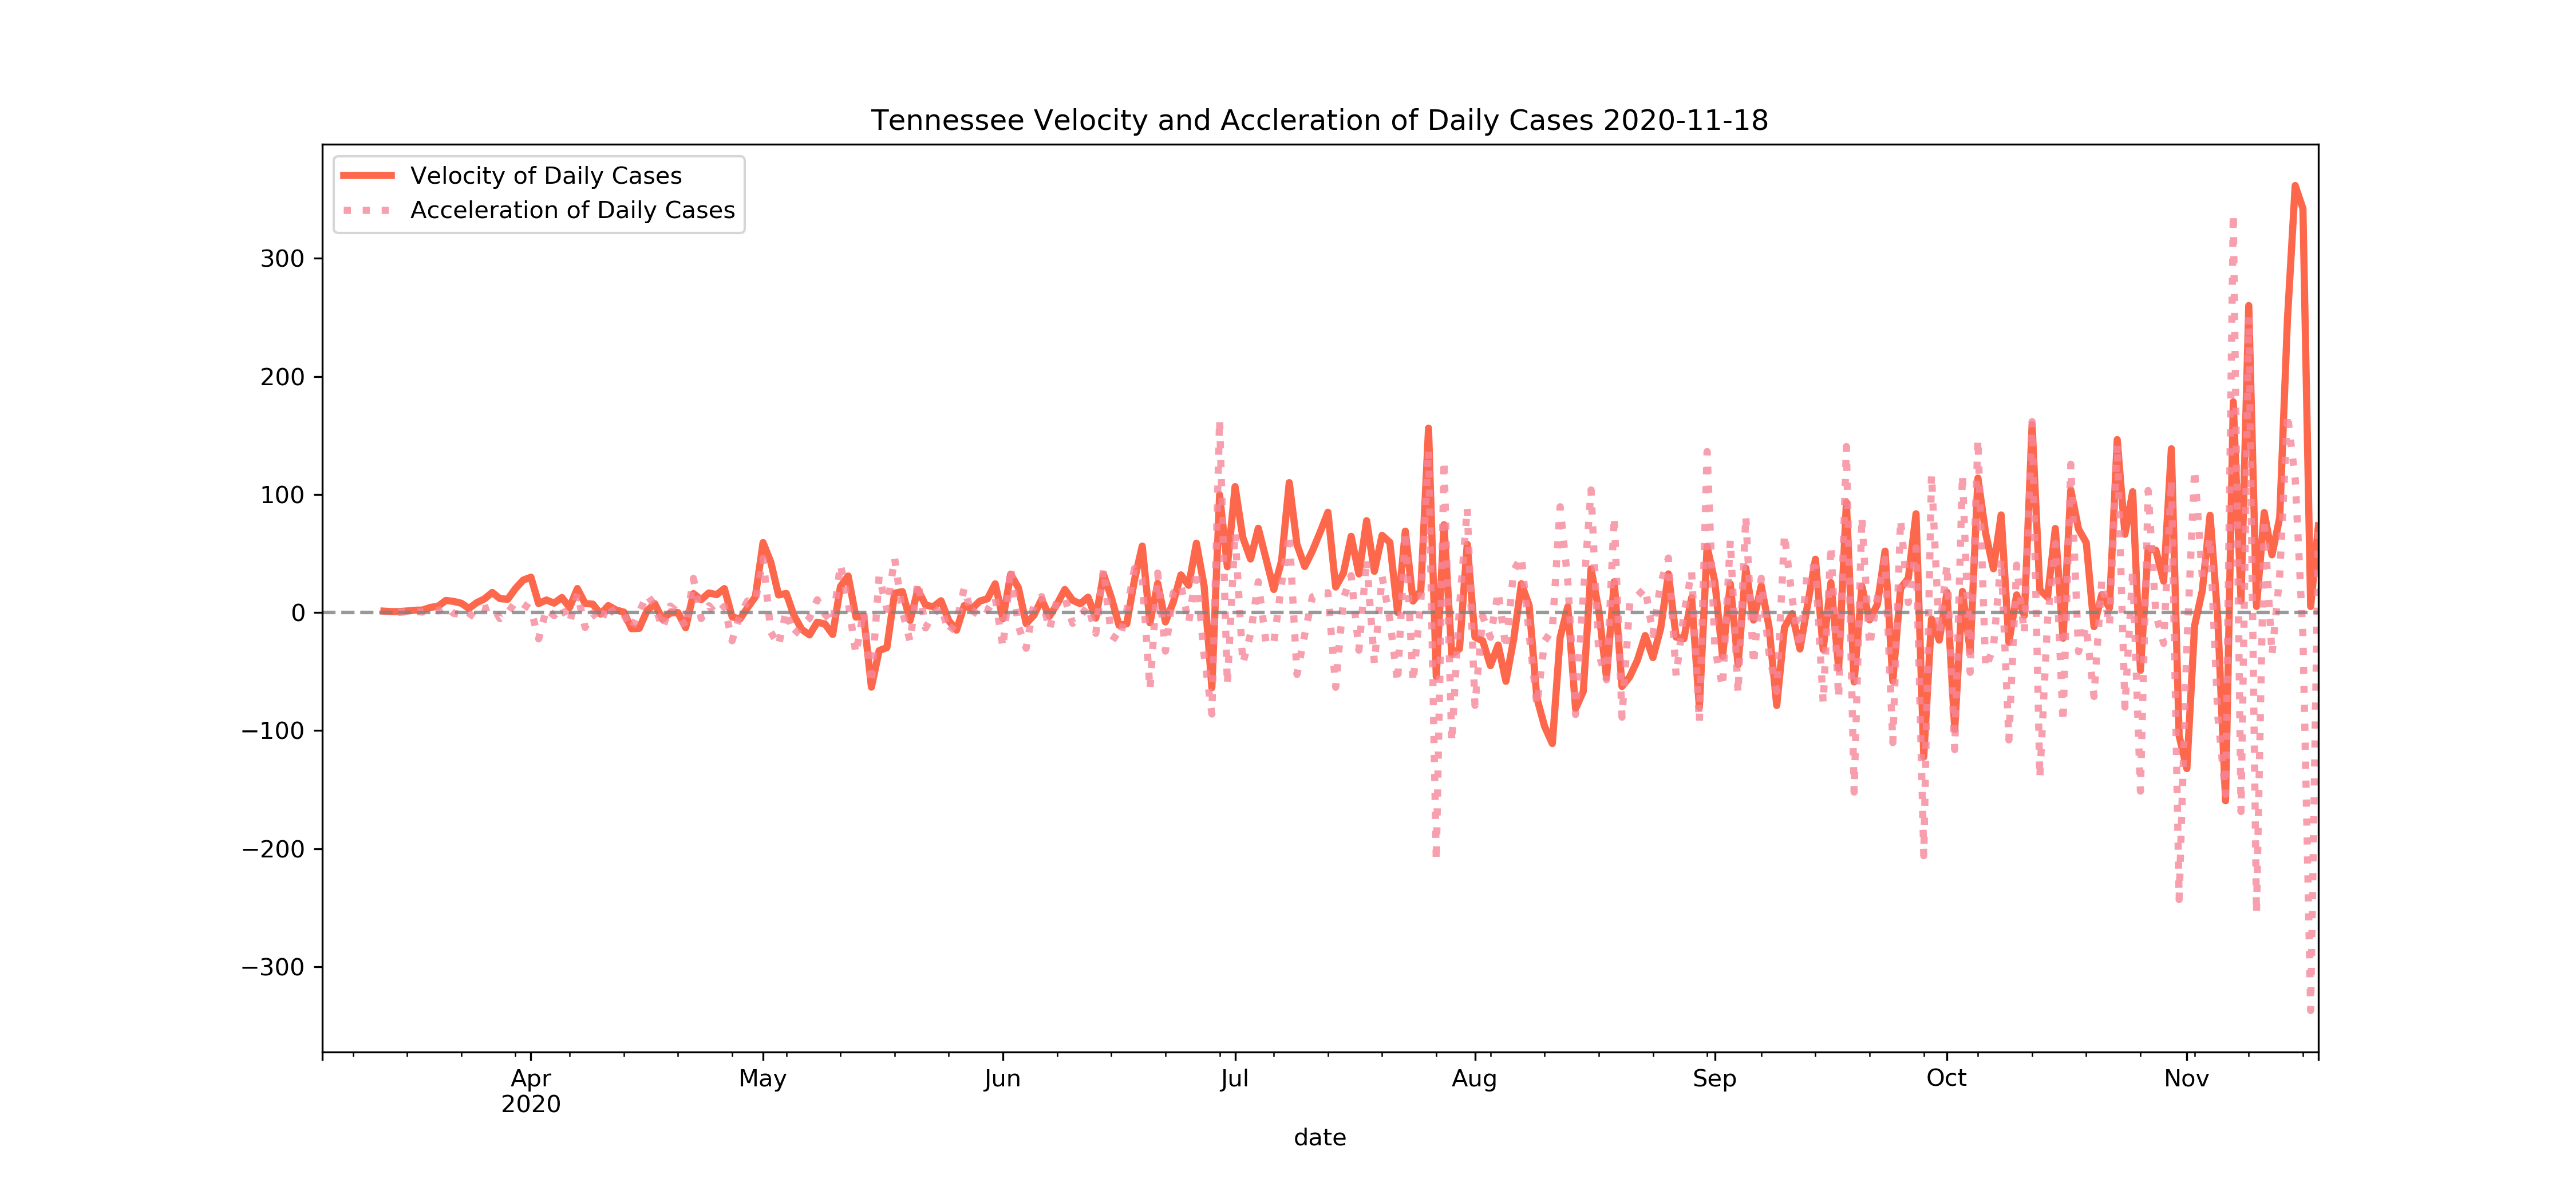 Tennessee Velocity and Accleration of Daily Cases 2020-11-18
Velocity of Daily Cases
Acceleration of Daily Cases
300
200
100
0
−100
−200
−300
Apr May Jun Jul Aug Sep Oct Nov
2020
date